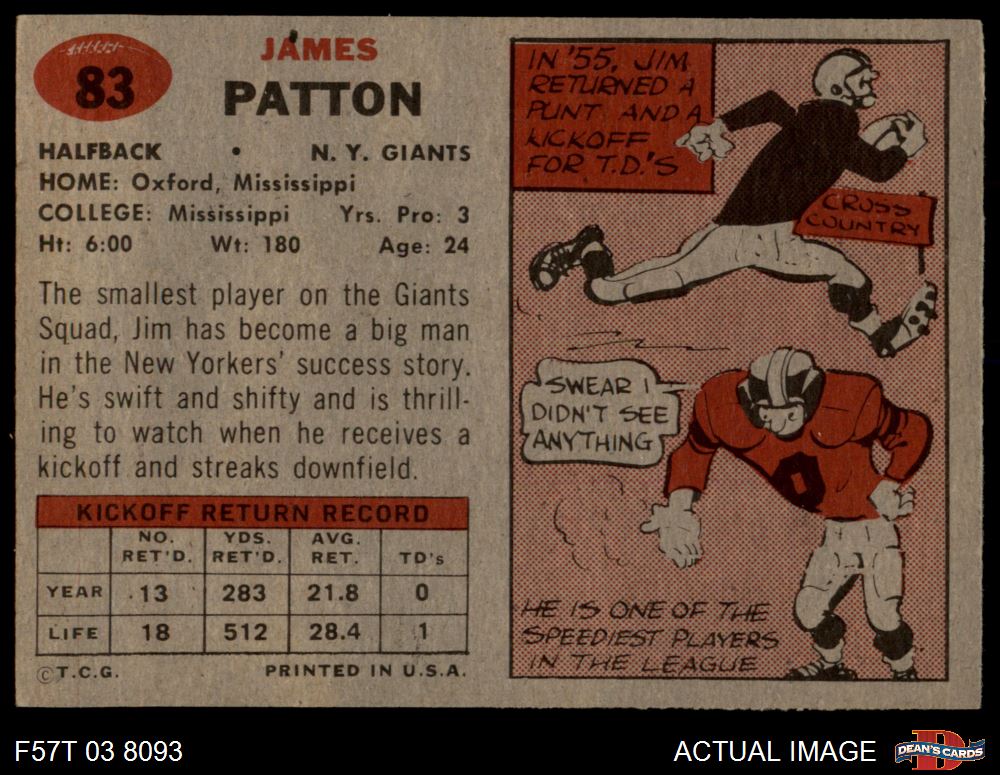 83
JAMES
PATTON
HALFBACK • N. Y. GIANTS
HOME: Oxford, Mississippi
COLLEGE: Mississippi Yrs. Pro: 3
Ht: 6:00 Wt: 180 Age: 24
The smallest player on the Giants
Squad, Jim has become a big man
in the New Yorkers' success story.
He's swift and shifty and is thrill-
ing to watch when he receives a
kickoff and streaks downfield.
KICKOFF RETURN RECORD
NO. RET'D. YDS. RET'D. AVG. RET. TD's
YEAR 13 283 21.8 0
LIFE 18 512 28.4 1
©T.C.G. PRINTED IN U.S.A.
IN '55, JIM
RETURNED A
PUNT AND A
KICKOFF
FOR T.D.'S
CROSS
COUNTRY
SWEAR I
DIDN'T SEE
ANYTHING
HE IS ONE OF THE
SPEEDIEST PLAYERS
IN THE LEAGUE
F57T 03 8093
ACTUAL IMAGE
D
DEAN'S CARDS